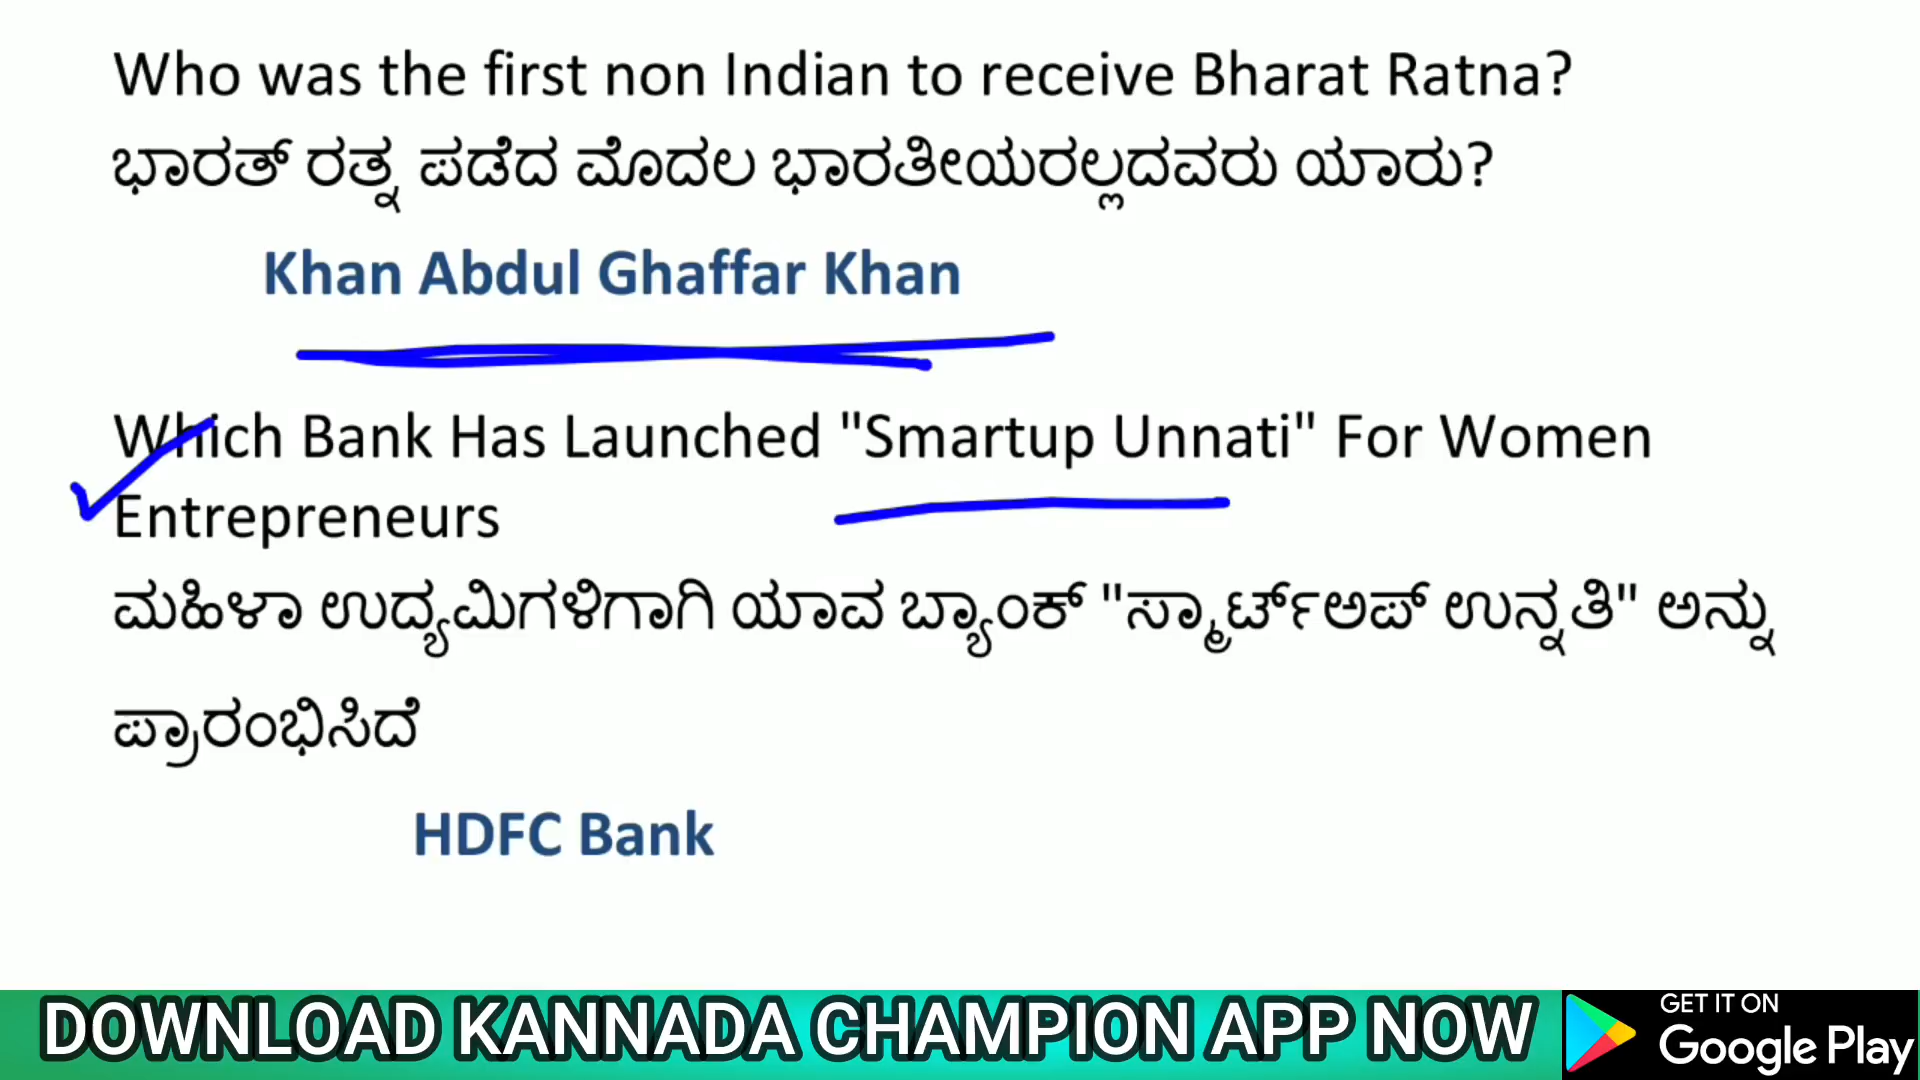 Who was the first non Indian to receive Bharat Ratna?
ಭಾರತ್ ರತ್ನ ಪಡೆದ ಮೊದಲ ಭಾರತೀಯರಲ್ಲದವರು ಯಾರು?
Khan Abdul Ghaffar Khan
Which Bank Has Launched "Smartup Unnati" For Women
Entrepreneurs
ಮಹಿಳಾ ಉದ್ಯಮಿಗಳಿಗಾಗಿ ಯಾವ ಬ್ಯಾಂಕ್ "ಸ್ಮಾರ್ಟ್ಅಪ್ ಉನ್ನತಿ" ಅನ್ನು
ಪ್ರಾರಂಭಿಸಿದೆ
HDFC Bank
DOWNLOAD KANNADA CHAMPION APP NOW
GET IT ON
Google Play